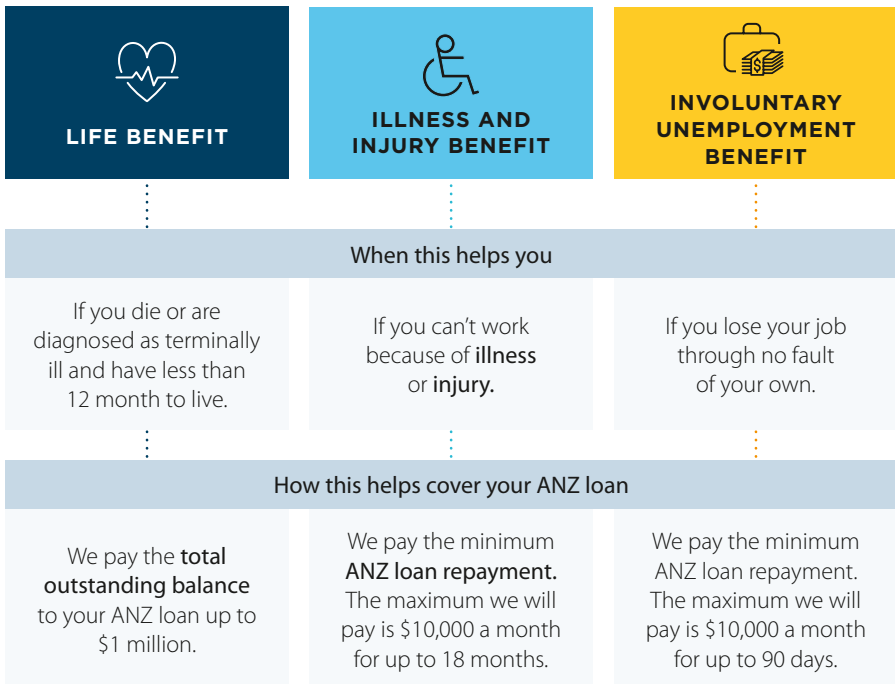 LIFE BENEFIT
ILLNESS AND
INJURY BENEFIT
$
INVOLUNTARY
UNEMPLOYMENT
BENEFIT
When this helps you
If you die or are
diagnosed as terminally
ill and have less than
12 month to live.
If you can’t work
because of illness
or injury.
If you lose your job
through no fault
of your own.
How this helps cover your ANZ loan
We pay the total
outstanding balance
to your ANZ loan up to
$1 million.
We pay the minimum
ANZ loan repayment.
The maximum we will
pay is $10,000 a month
for up to 18 months.
We pay the minimum
ANZ loan repayment.
The maximum we will
pay is $10,000 a month
for up to 90 days.